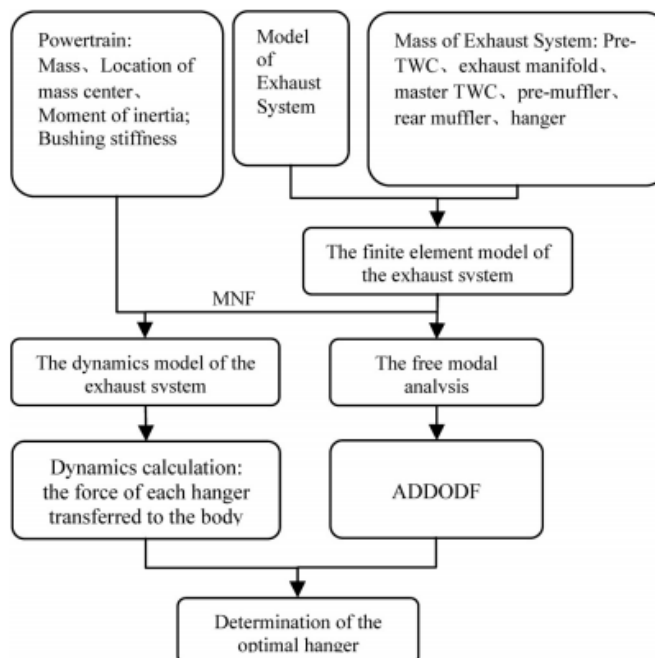 Powertrain:
Mass、Location of
mass center、
Moment of inertia;
Bushing stiffness
Model
of
Exhaust
System
Mass of Exhaust System: Pre-
TWC、exhaust manifold、
master TWC、pre-muffler、
rear muffler、hanger
The finite element model of
the exhaust system
MNF
The dynamics model of the
exhaust system
The free modal
analysis
Dynamics calculation:
the force of each hanger
transferred to the body
ADDODF
Determination of the
optimal hanger